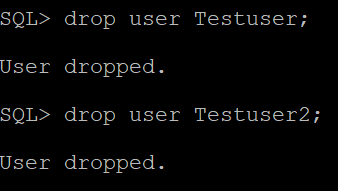 SQL> drop user Testuser;
User dropped.
SQL> drop user Testuser2;
User dropped.